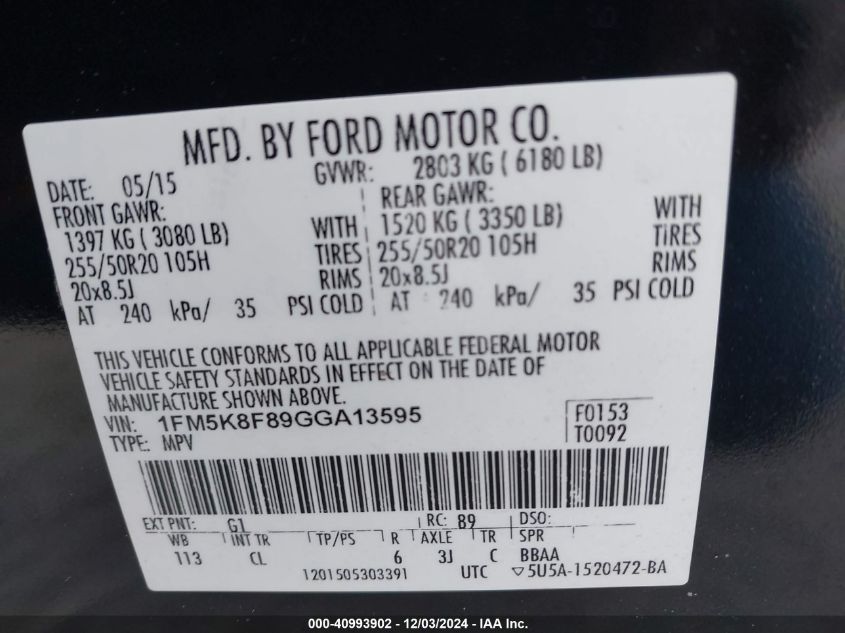 MFD. BY FORD MOTOR CO.
DATE: 05/15 GVWR: 2803 KG ( 6180 LB)
FRONT GAWR: REAR GAWR:
1397 KG ( 3080 LB) WITH 1520 KG ( 3350 LB) WITH
255/50R20 105H TIRES 255/50R20 105H TIRES
20x8.5J RIMS 20x8.5J RIMS
AT 240 kPa/ 35 PSI COLD AT 240 kPa/ 35 PSI COLD
THIS VEHICLE CONFORMS TO ALL APPLICABLE FEDERAL MOTOR
VEHICLE SAFETY STANDARDS IN EFFECT ON THE DATE OF
MANUFACTURE SHOWN ABOVE.
VIN: 1FM5K8F89GGA13595 F0153
TYPE: MPV T0092
EXT PNT: G1 RC: 89 DSO:
WB INT TR TP/PS R AXLE TR SPR
113 CL 6 3J C BBAA
1201505303391 UTC ▽5U5A-1520472-BA
000-40993902 - 12/03/2024 - IAA Inc.